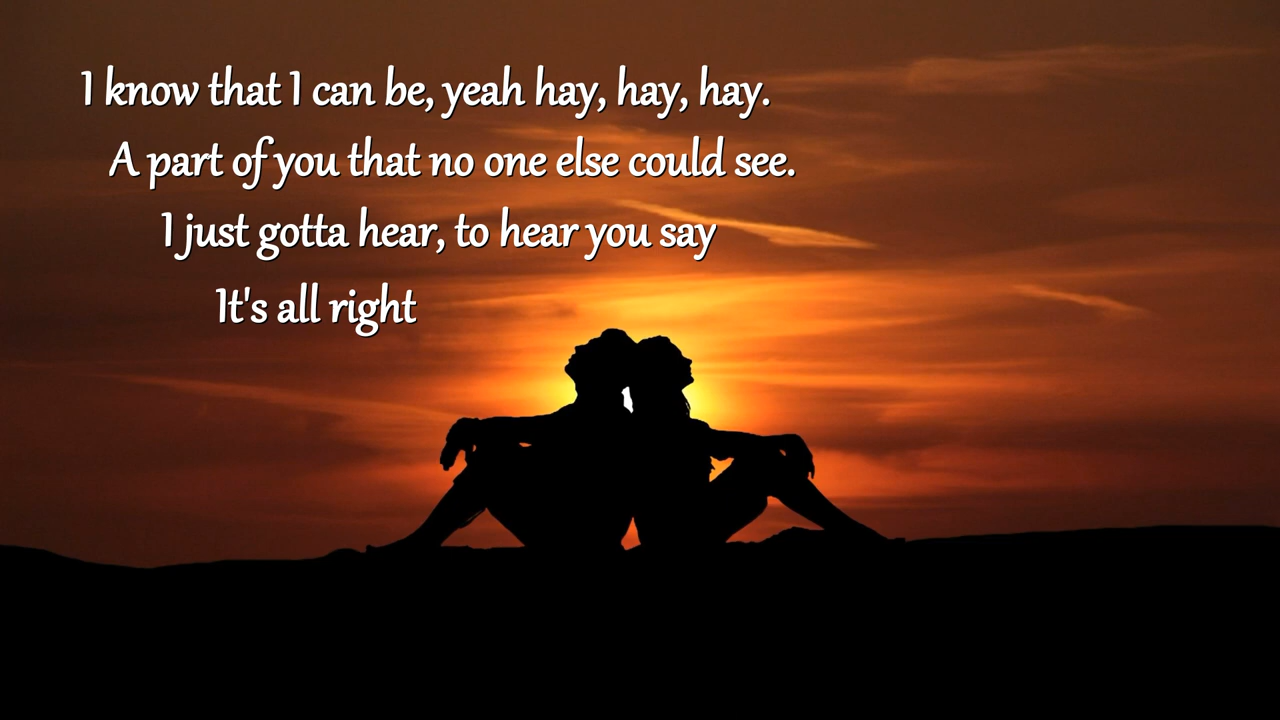 I know that I can be, yeah hay, hay, hay.
A part of you that no one else could see.
I just gotta hear, to hear you say
It's all right